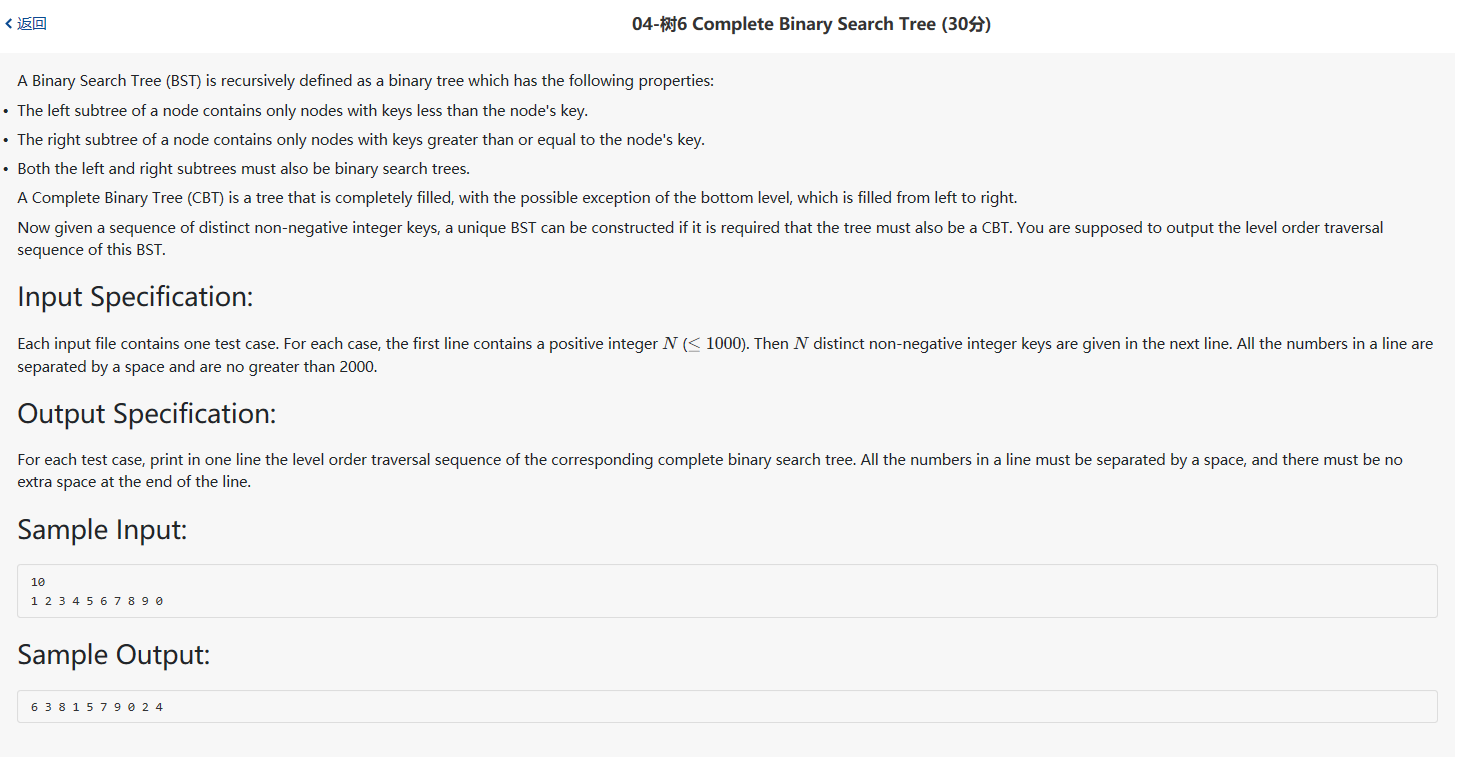 返回
04-树6 Complete Binary Search Tree (30分)
A Binary Search Tree (BST) is recursively defined as a binary tree which has the following properties:
• The left subtree of a node contains only nodes with keys less than the node's key.
• The right subtree of a node contains only nodes with keys greater than or equal to the node's key.
• Both the left and right subtrees must also be binary search trees.
A Complete Binary Tree (CBT) is a tree that is completely filled, with the possible exception of the bottom level, which is filled from left to right.
Now given a sequence of distinct non-negative integer keys, a unique BST can be constructed if it is required that the tree must also be a CBT. You are supposed to output the level order traversal
sequence of this BST.
Input Specification:
Each input file contains one test case. For each case, the first line contains a positive integer N (≤ 1000). Then N distinct non-negative integer keys are given in the next line. All the numbers in a line are
separated by a space and are no greater than 2000.
Output Specification:
For each test case, print in one line the level order traversal sequence of the corresponding complete binary search tree. All the numbers in a line must be separated by a space, and there must be no
extra space at the end of the line.
Sample Input:
10
1 2 3 4 5 6 7 8 9 0
Sample Output:
6 3 8 1 5 7 9 0 2 4